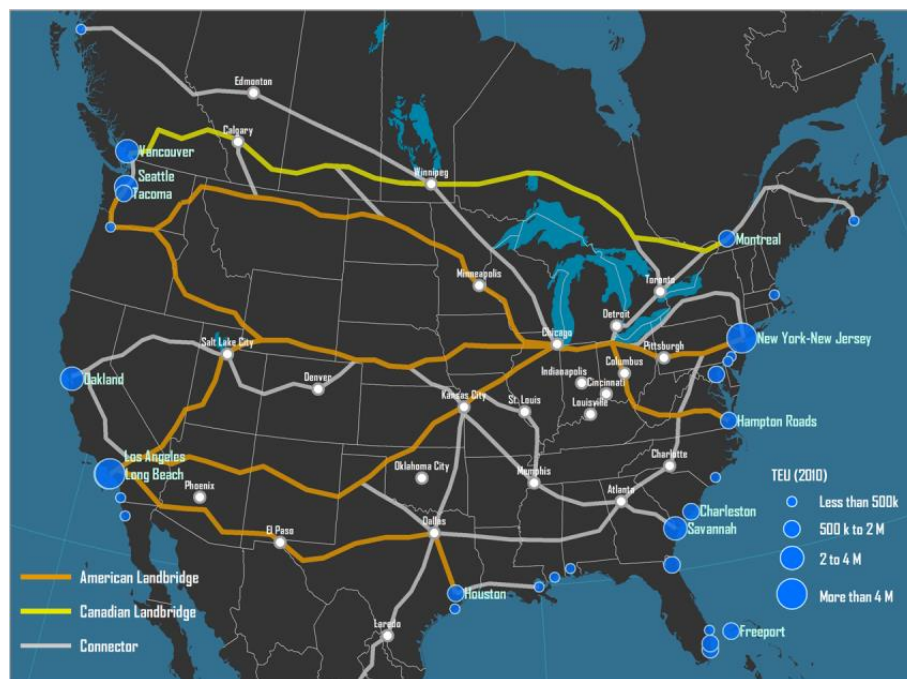 Edmonton
Calgary
Vancouver
Winnipeg
Seattle
Tacoma
Montreal
Minneapolis
Toronto
Detroit
Chicago
New York-New Jersey
Salt Lake City
Pittsburgh
Columbus
Denver
Indianapolis
Cincinnati
Oakland
Kansas City
St. Louis
Louisville
Hampton Roads
Los Angeles
Long Beach
Oklahoma City
Memphis
Charlotte
Phoenix
Atlanta
Charleston
Savannah
El Paso
Dallas
Houston
Laredo
Freeport
TEU (2010)
Less than 500k
500 k to 2 M
2 to 4 M
More than 4 M
American Landbridge
Canadian Landbridge
Connector